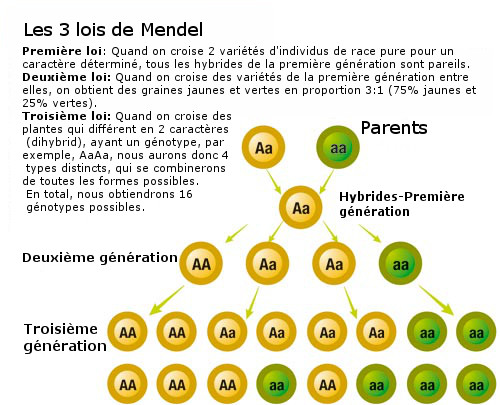 Les 3 lois de Mendel
Première loi: Quand on croise 2 variétés d'individus de race pure pour un
caractère déterminé, tous les hybrides de la première génération sont pareils.
Deuxième loi: Quand on croise des variétés de la première génération entre
elles, on obtient des graines jaunes et vertes en proportion 3:1 (75% jaunes et
25% vertes).
Troisième loi: Quand on croise des
plantes qui différent en 2 caractères
(dihybrid), ayant un génotype, par
exemple, AaAa, nous aurons donc 4
types distincts, qui se combinerons
de toutes les formes possibles.
En total, nous obtiendrons 16
génotypes possibles.
Parents
Aa aa
Hybrides-Première
génération
Aa
Deuxième génération
AA Aa Aa aa
Troisième
génération
AA AA Aa Aa Aa Aa aa aa
AA AA Aa aa AA aa aa aa